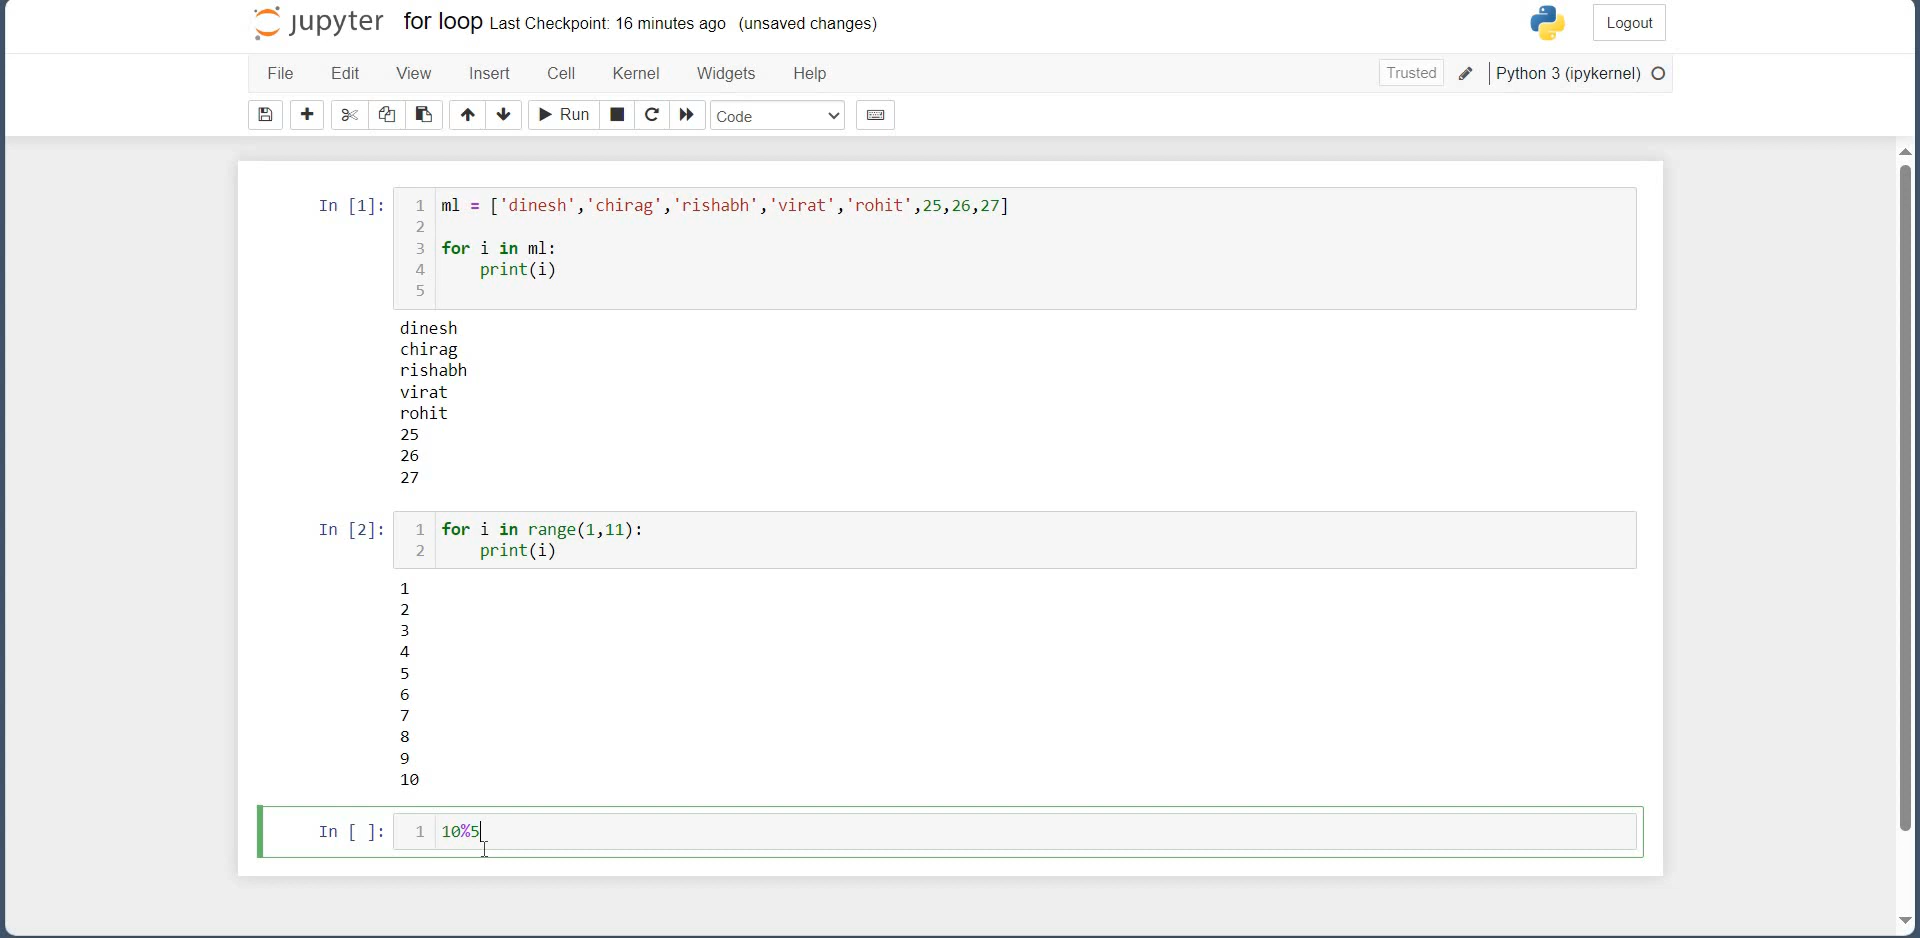 jupyter for loop Last Checkpoint: 16 minutes ago (unsaved changes) Logout
File Edit View Insert Cell Kernel Widgets Help Trusted Python 3 (ipykernel)
Run Code
In [1]: 1 ml = ['dinesh','chirag','rishabh','virat','rohit',25,26,27]
2
3 for i in ml:
4     print(i)
5
dinesh
chirag
rishabh
virat
rohit
25
26
27
In [2]: 1 for i in range(1,11):
2     print(i)
1
2
3
4
5
6
7
8
9
10
In [ ]: 1 10%5